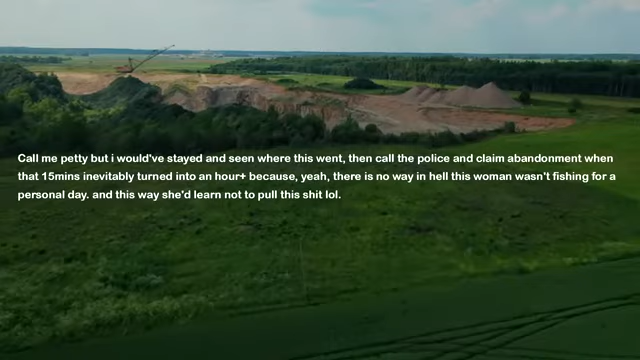 Call me petty but i would've stayed and seen where this went, then call the police and claim abandonment when
that 15mins inevitably turned into an hour+ because, yeah, there is no way in hell this woman wasn't fishing for a
personal day. and this way she'd learn not to pull this shit lol.